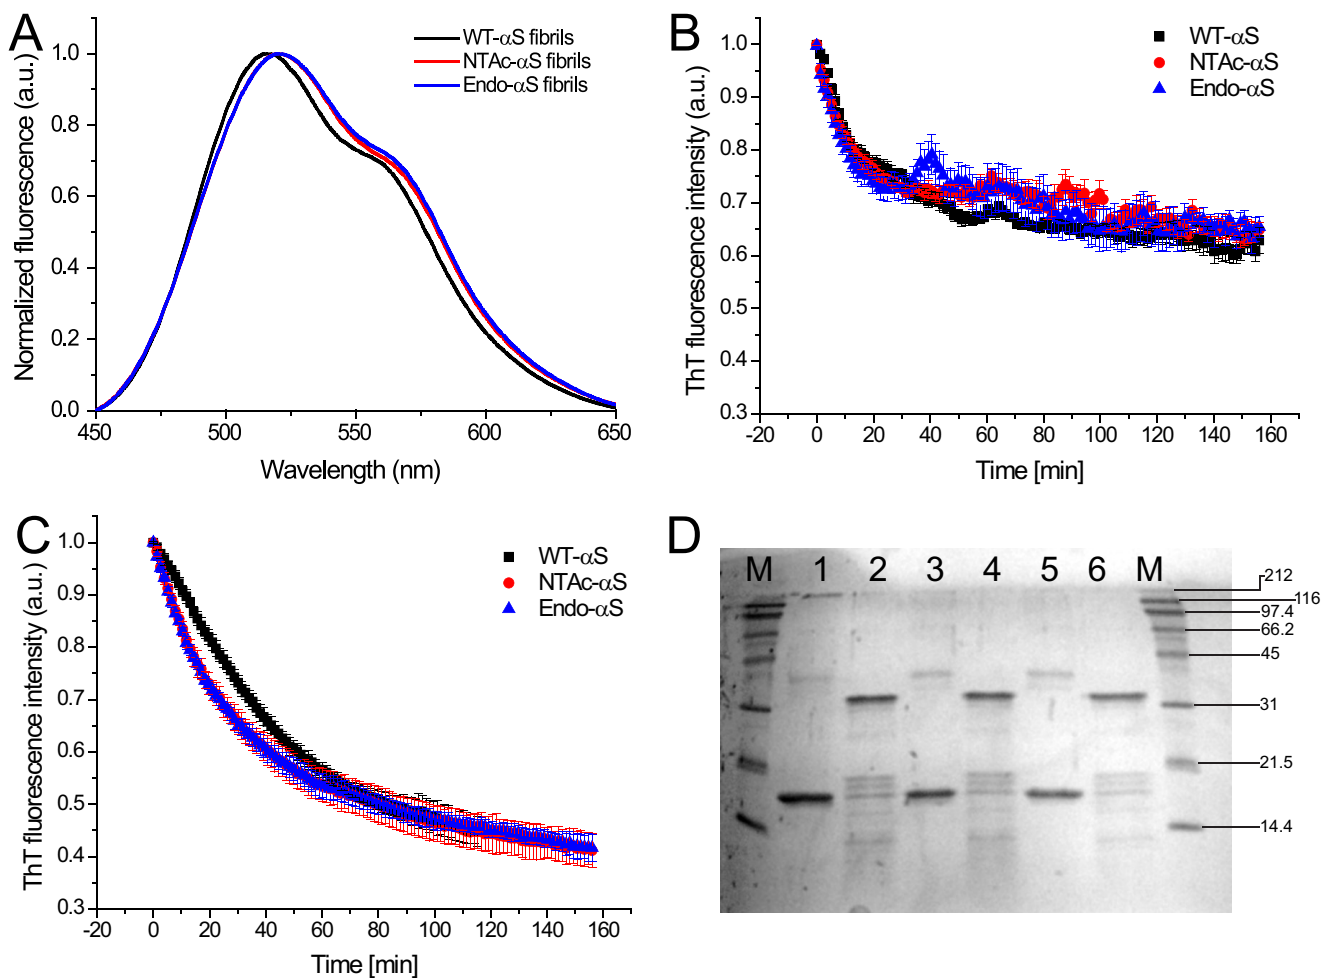 A
Normalized fluorescence (a.u.)
1.0
0.8
0.6
0.4
0.2
0.0
450
500
550
600
650
Wavelength (nm)
WT-αS fibrils
NTAc-αS fibrils
Endo-αS fibrils
B
ThT fluorescence intensity (a.u.)
1.0
0.9
0.8
0.7
0.6
0.5
0.4
0.3
-20
0
20
40
60
80
100
120
140
160
Time [min]
WT-αS
NTAc-αS
Endo-αS
C
ThT fluorescence intensity (a.u.)
1.0
0.9
0.8
0.7
0.6
0.5
0.4
0.3
-20
0
20
40
60
80
100
120
140
160
Time [min]
WT-αS
NTAc-αS
Endo-αS
D
M 1 2 3 4 5 6 M
212
116
97.4
66.2
45
31
21.5
14.4